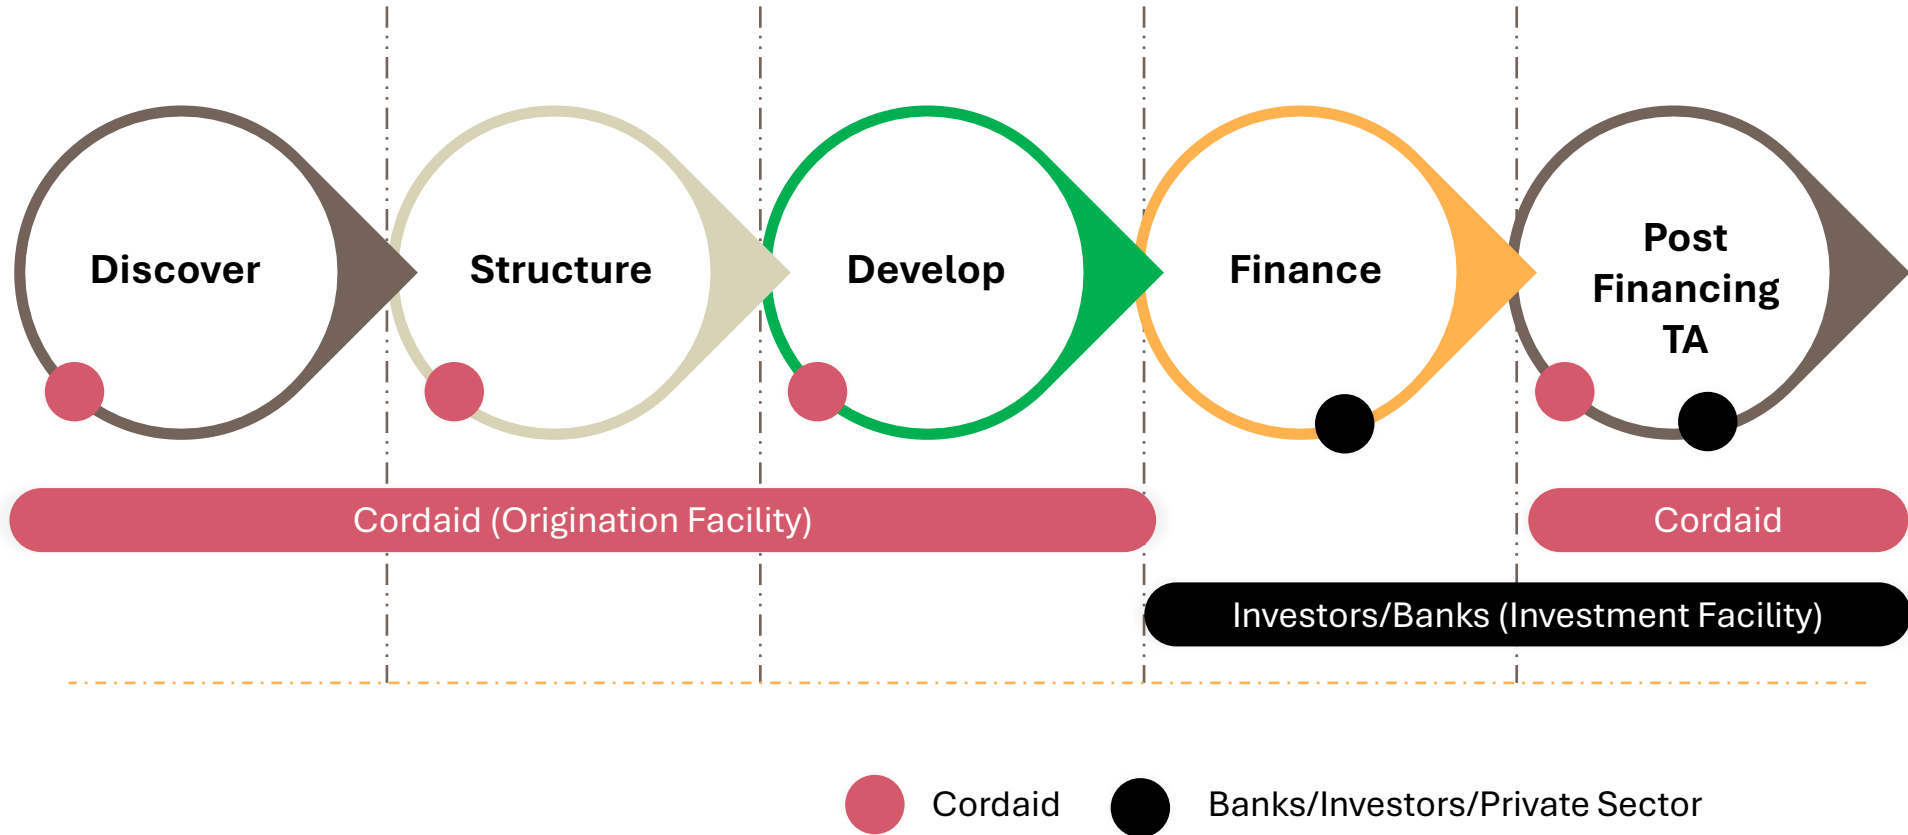 Discover
Structure
Develop
Finance
Post
Financing
TA
Cordaid (Origination Facility)
Cordaid
Investors/Banks (Investment Facility)
Cordaid
Banks/Investors/Private Sector